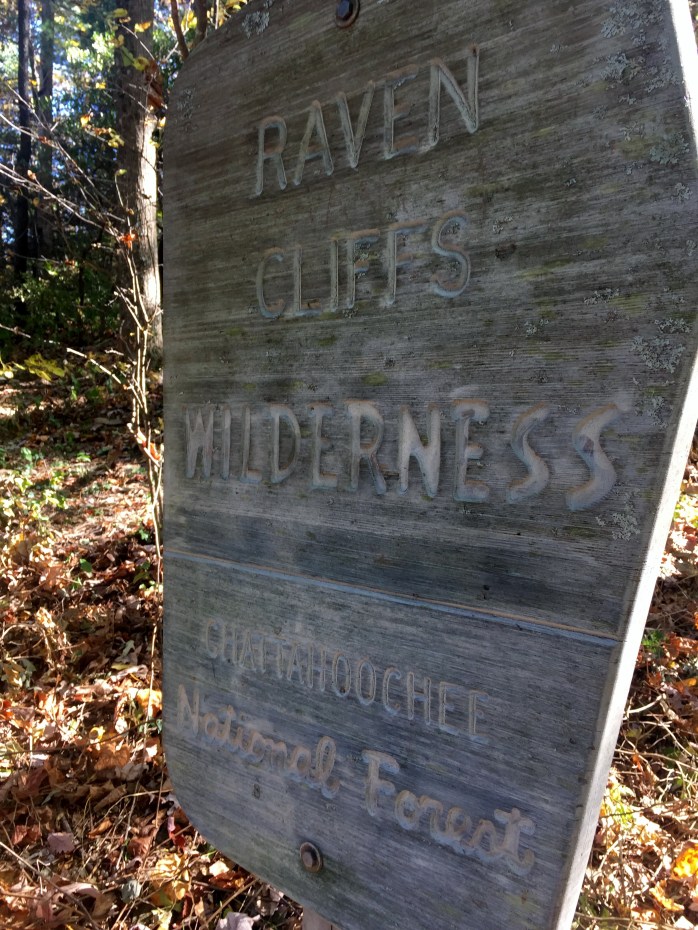 RAVEN
CLIFFS
WILDERNESS
CHATTAHOOCHEE
National Forest